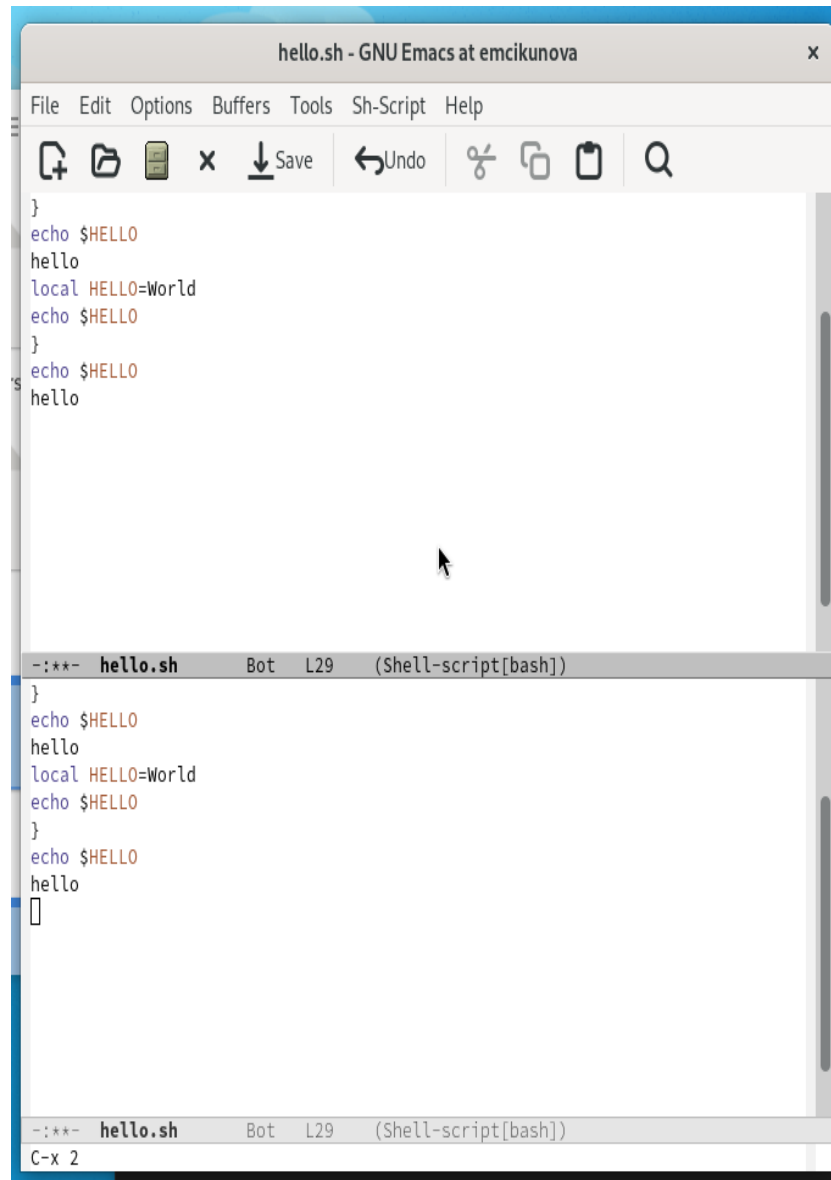 hello.sh - GNU Emacs at emcikunova x
File Edit Options Buffers Tools Sh-Script Help
Save Undo
}
echo $HELLO
hello
local HELLO=World
echo $HELLO
}
echo $HELLO
hello
-:**- hello.sh Bot L29 (Shell-script[bash])
}
echo $HELLO
hello
local HELLO=World
echo $HELLO
}
echo $HELLO
hello
-:**- hello.sh Bot L29 (Shell-script[bash])
C-x 2